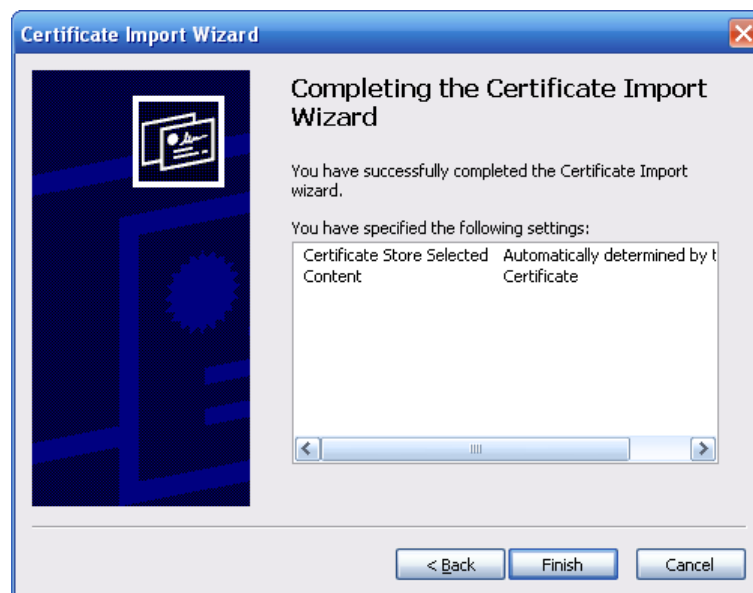 Certificate Import Wizard
Completing the Certificate Import
Wizard
You have successfully completed the Certificate Import
wizard.
You have specified the following settings:
Certificate Store Selected Automatically determined by t
Content Certificate
< Back Finish Cancel